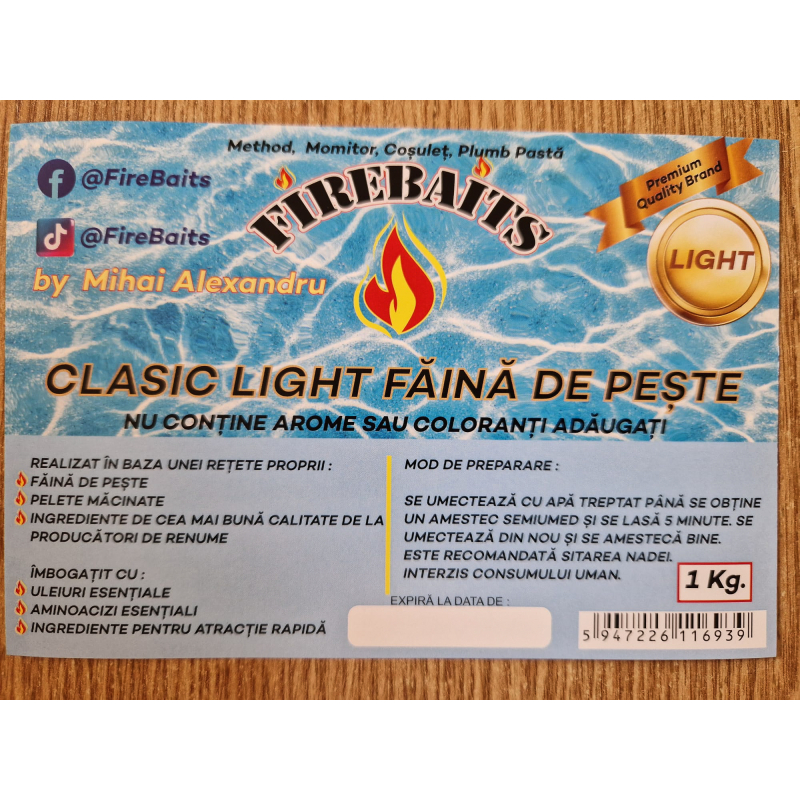 Method, Momitor, Coșuleț, Plumb Pastă
@FireBaits
FIREBAITS
Premium
Quality Brand
@FireBaits
LIGHT
by Mihai Alexandru
CLASIC LIGHT FĂINĂ DE PEȘTE
NU CONȚINE AROME SAU COLORANȚI ADĂUGAȚI
REALIZAT ÎN BAZA UNEI REȚETE PROPRII :
FĂINĂ DE PEȘTE
PELETE MĂCINATE
INGREDIENTE DE CEA MAI BUNĂ CALITATE DE LA
PRODUCĂTORI DE RENUME
ÎMBOGAȚIT CU :
ULEIURI ESENȚIALE
AMINOACIZI ESENȚIALI
INGREDIENTE PENTRU ATRACȚIE RAPIDĂ
MOD DE PREPARARE :
SE UMECTEAZĂ CU APĂ TREPTAT PÂNĂ SE OBȚINE
UN AMESTEC SEMIUMED ȘI SE LASĂ 5 MINUTE. SE
UMECTEAZĂ DIN NOU ȘI SE AMESTECĂ BINE.
ESTE RECOMANDATĂ SITAREA NADEI.
INTERZIS CONSUMULUI UMAN.
1 Kg.
EXPIRĂ LA DATA DE :
5 947226 116939